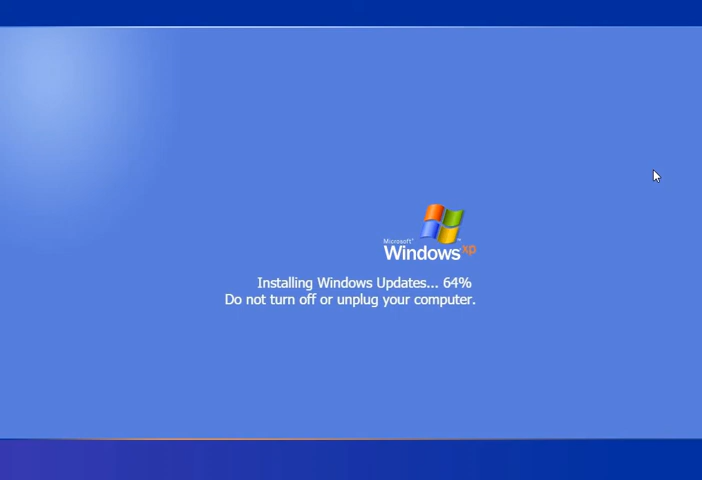 Microsoft®
Windows xp
Installing Windows Updates... 64%
Do not turn off or unplug your computer.